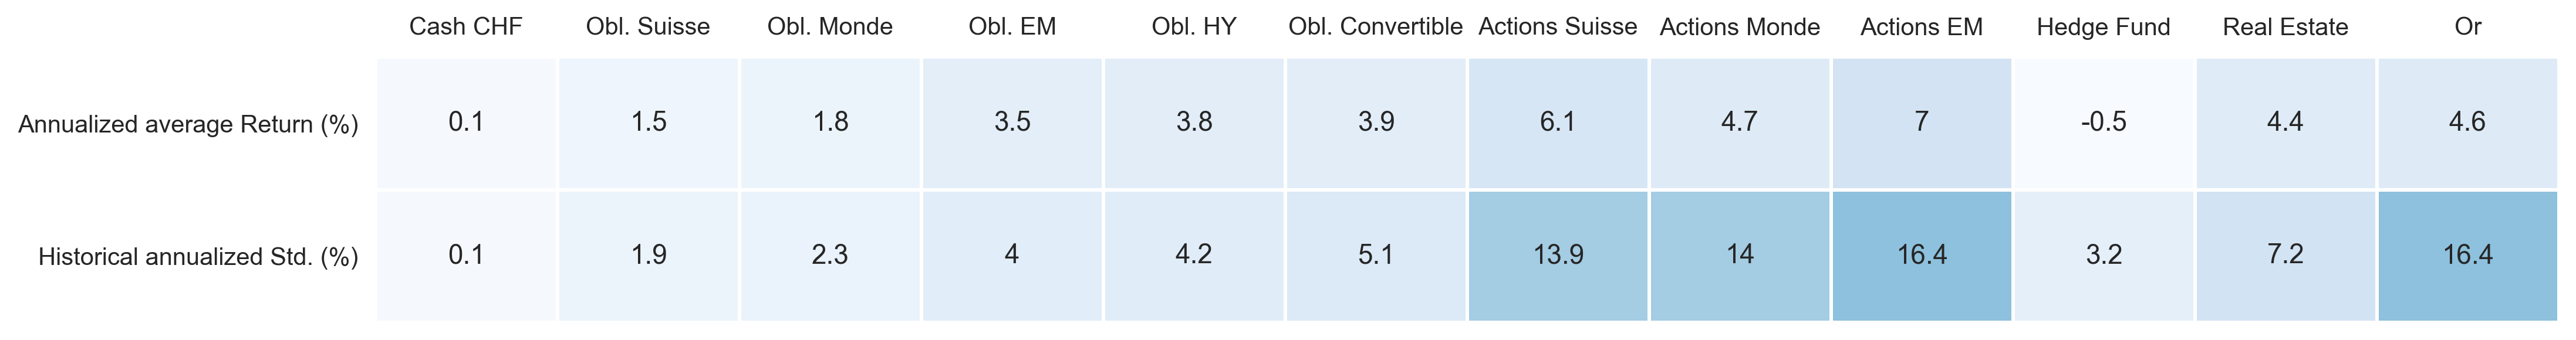 Cash CHF Obl. Suisse Obl. Monde Obl. EM Obl. HY Obl. Convertible Actions Suisse Actions Monde Actions EM Hedge Fund Real Estate Or
Annualized average Return (%) 0.1 1.5 1.8 3.5 3.8 3.9 6.1 4.7 7 -0.5 4.4 4.6
Historical annualized Std. (%) 0.1 1.9 2.3 4 4.2 5.1 13.9 14 16.4 3.2 7.2 16.4